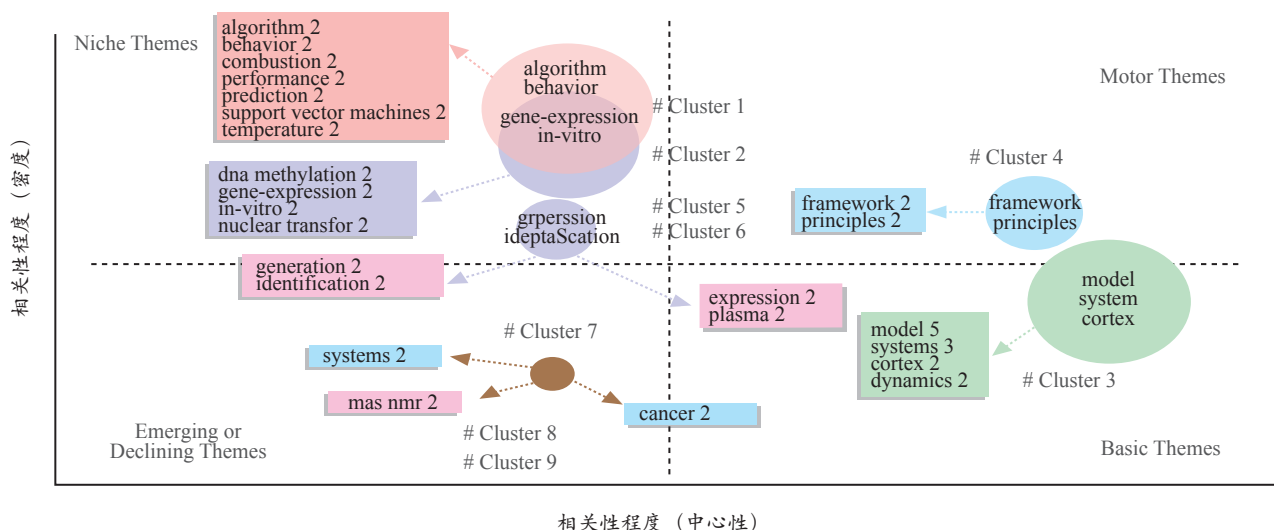 Niche Themes
algorithm 2
behavior 2
combustion 2
performance 2
prediction 2
support vector machines 2
temperature 2
algorithm
behavior
gene-expression
in-vitro
# Cluster 1
# Cluster 2
Motor Themes
dna methylation 2
gene-expression 2
in-vitro 2
nuclear transfor 2
grperssion
ideptaScation
# Cluster 5
# Cluster 6
# Cluster 4
framework 2
principles 2
framework
principles
generation 2
identification 2
expression 2
plasma 2
model
system
cortex
model 5
systems 3
cortex 2
dynamics 2
# Cluster 3
# Cluster 7
systems 2
mas nmr 2
cancer 2
# Cluster 8
# Cluster 9
Emerging or
Declining Themes
Basic Themes
相关性程度（密度）
相关性程度（中心性）